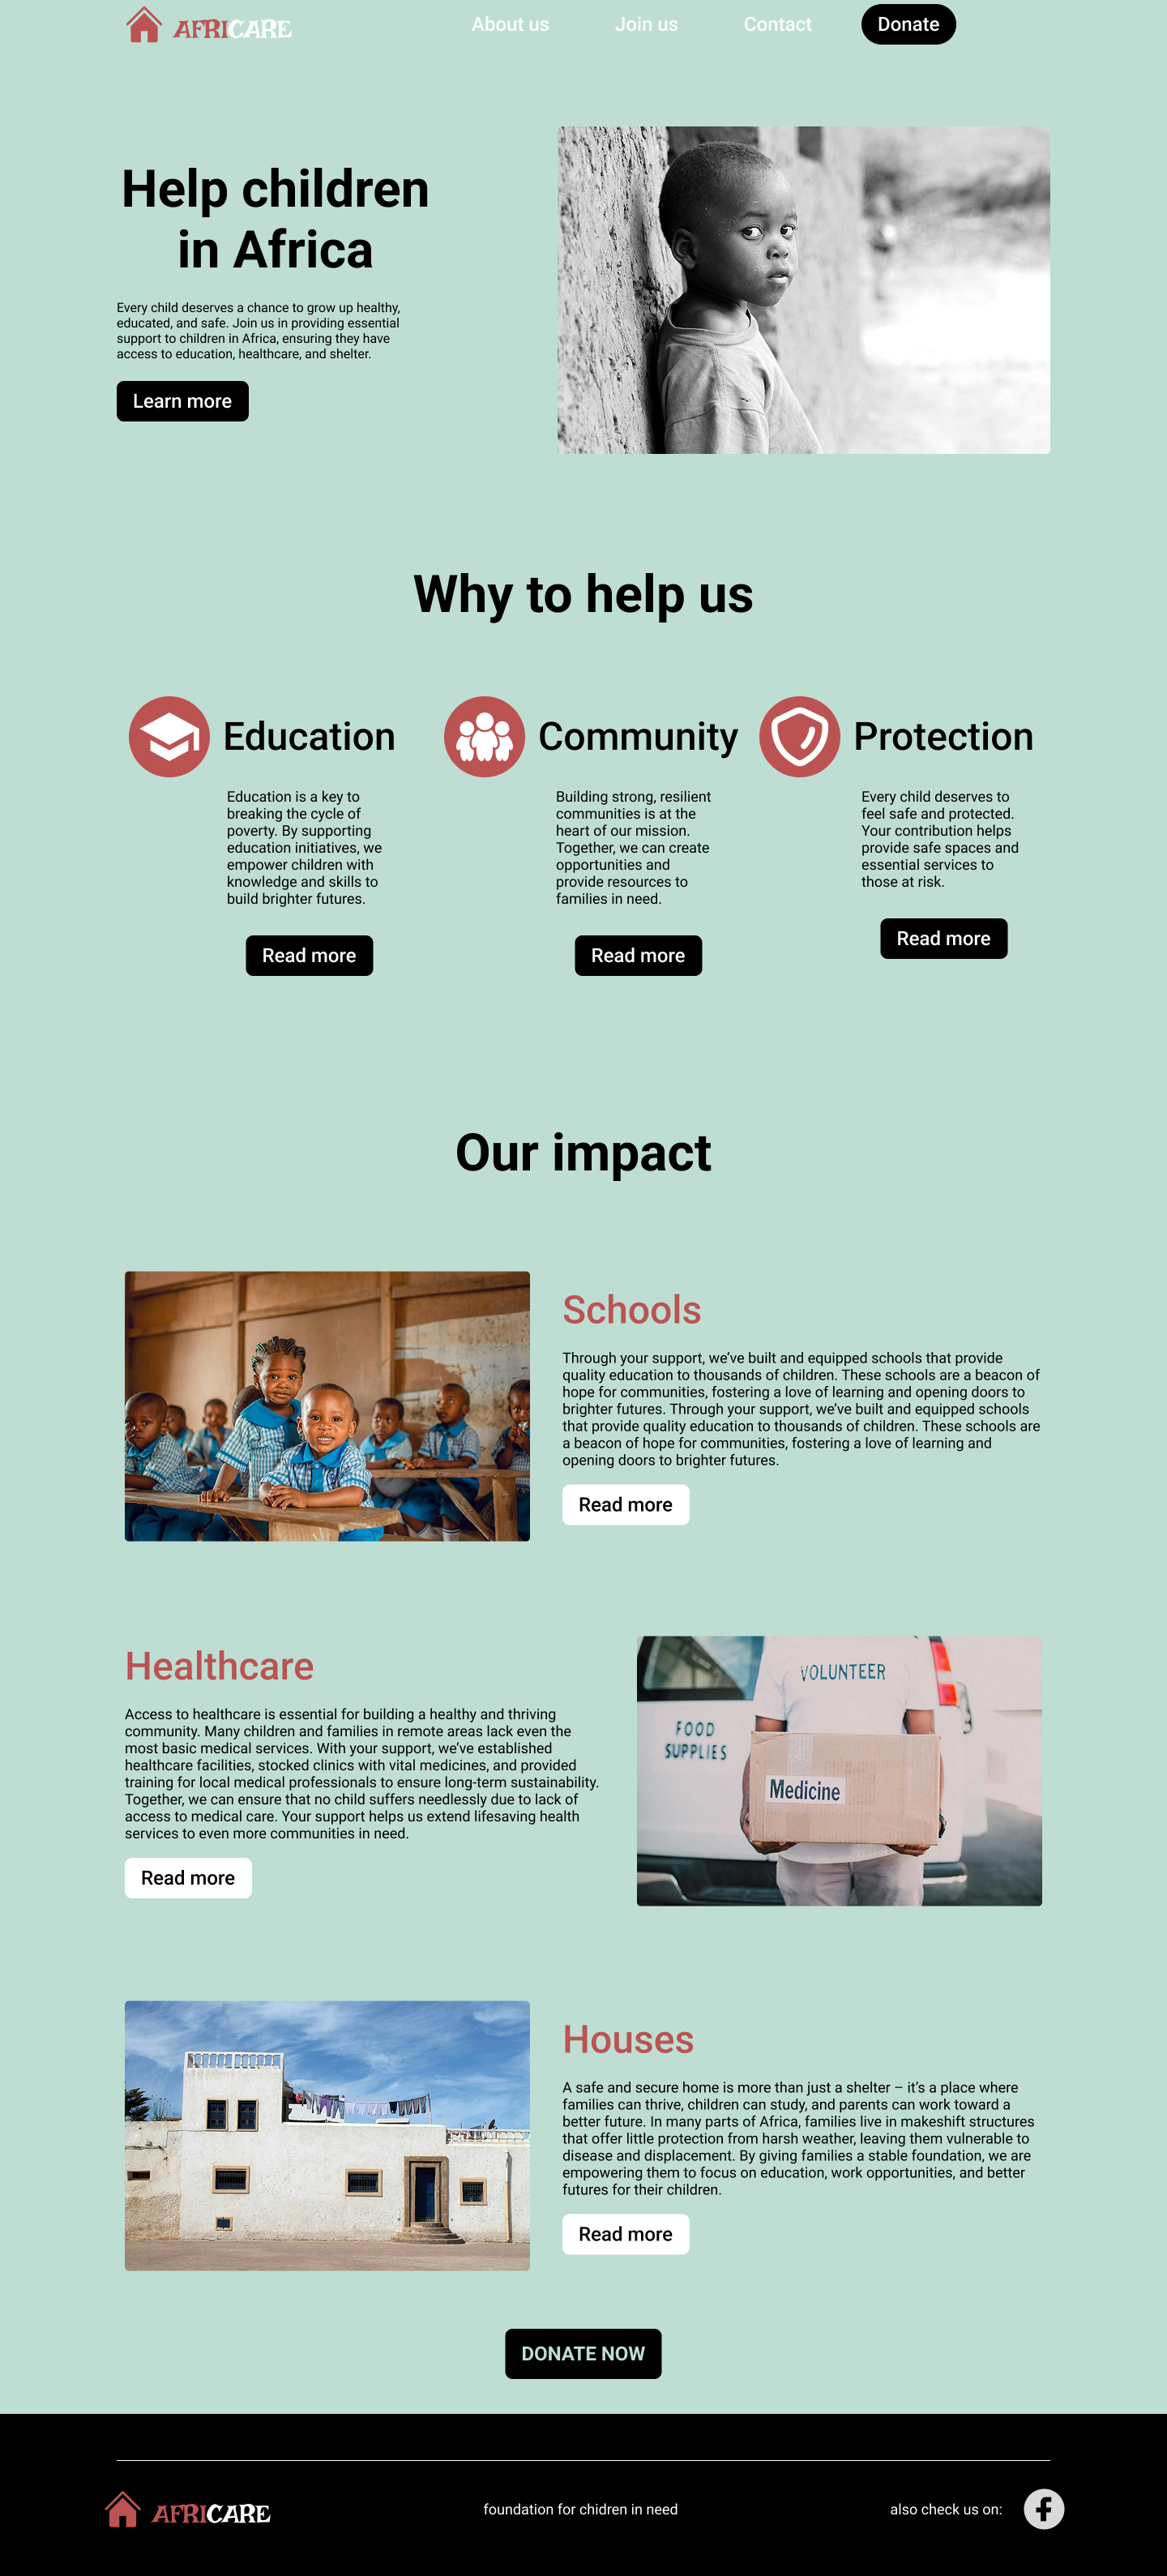 AFRICARE
About us
Join us
Contact
Donate
Help children
in Africa
Every child deserves a chance to grow up healthy,
educated, and safe. Join us in providing essential
support to children in Africa, ensuring they have
access to education, healthcare, and shelter.
Learn more
Why to help us
Education
Education is a key to
breaking the cycle of
poverty. By supporting
education initiatives, we
empower children with
knowledge and skills to
build brighter futures.
Read more
Community
Building strong, resilient
communities is at the
heart of our mission.
Together, we can create
opportunities and
provide resources to
families in need.
Read more
Protection
Every child deserves to
feel safe and protected.
Your contribution helps
provide safe spaces and
essential services to
those at risk.
Read more
Our impact
Schools
Through your support, we’ve built and equipped schools that provide
quality education to thousands of children. These schools are a beacon of
hope for communities, fostering a love of learning and opening doors to
brighter futures. Through your support, we’ve built and equipped schools
that provide quality education to thousands of children. These schools are
a beacon of hope for communities, fostering a love of learning and
opening doors to brighter futures.
Read more
Healthcare
Access to healthcare is essential for building a healthy and thriving
community. Many children and families in remote areas lack even the
most basic medical services. With your support, we’ve established
healthcare facilities, stocked clinics with vital medicines, and provided
training for local medical professionals to ensure long-term sustainability.
Together, we can ensure that no child suffers needlessly due to lack of
access to medical care. Your support helps us extend lifesaving health
services to even more communities in need.
Read more
VOLUNTEER
FOOD
SUPPLIES
Medicine
Houses
A safe and secure home is more than just a shelter – it’s a place where
families can thrive, children can study, and parents can work toward a
better future. In many parts of Africa, families live in makeshift structures
that offer little protection from harsh weather, leaving them vulnerable to
disease and displacement. By giving families a stable foundation, we are
empowering them to focus on education, work opportunities, and better
futures for their children.
Read more
DONATE NOW
AFRICARE
foundation for chidren in need
also check us on: